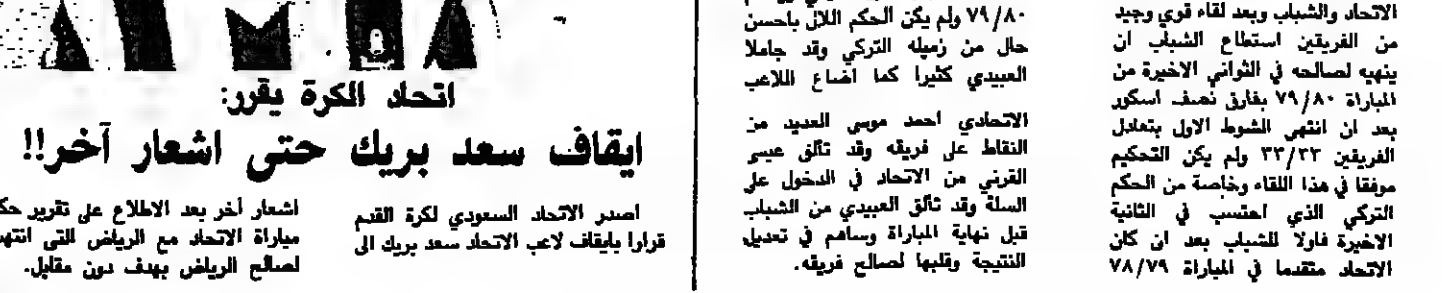 الاتحاد والشباب وبعد لقاء قوي وجيد
من الفريقين استطاع الشباب ان
ينهيه لصالحه في الثواني الاخيرة من
المباراة ٧٩/٨٠ بفارق نصف اسكور
بعد ان انتهى الشوط الاول بتعادل
الفريقين ٣٣/٣٣ ولم يكن التحكيم
موفقا في هذا اللقاء وخاصة من الحكم
التركي الذي احتسب في الثانية
الاخيرة فاولا للشباب بعد ان كان
الاتحاد متقدما في المباراة ٧٨/٧٩
٧٩/٨٠ ولم يكن الحكم اللال باحسن
حال من زميله التركي وقد جاملا
العبيدي كثيرا كما اضاع اللاعب
الاتحادي احمد موسى العديد من
النقاط على فريقه وقد تألق عيسى
القرني من الاتحاد في الدخول على
السلة وقد تألق العبيدي من الشباب
قبل نهاية المباراة وساهم في تعديل
النتيجة وقلبها لصالح فريقه.
اتحاد الكرة يقرر:
ايقاف سعد بريك حتى اشعار آخر!!
اصدر الاتحاد السعودي لكرة القدم
قرارا بايقاف لاعب الاتحاد سعد بريك الى
اشعار آخر بعد الاطلاع على تقرير
مباراة الاتحاد مع الرياض التي
لصالح الرياض بهدف دون مقابل.